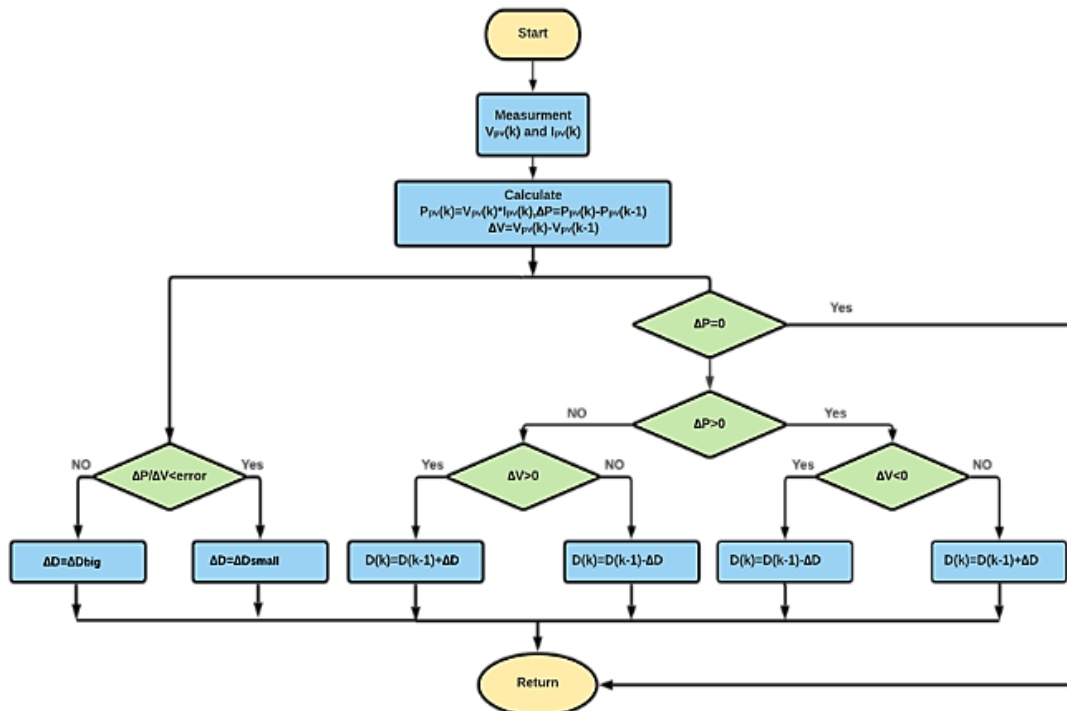 Start
Measurment
Vpv(k) and Ipv(k)
Calculate
Ppv(k)=Vpv(k)*Ipv(k),ΔP=Ppv(k)-Ppv(k-1)
ΔV=Vpv(k)-Vpv(k-1)
ΔP=0
Yes
NO
ΔP>0
Yes
NO
ΔP/ΔV<error
Yes
Yes
ΔV>0
NO
Yes
ΔV<0
NO
ΔD=ΔDbig
ΔD=ΔDsmall
D(k)=D(k-1)+ΔD
D(k)=D(k-1)-ΔD
D(k)=D(k-1)-ΔD
D(k)=D(k-1)+ΔD
Return